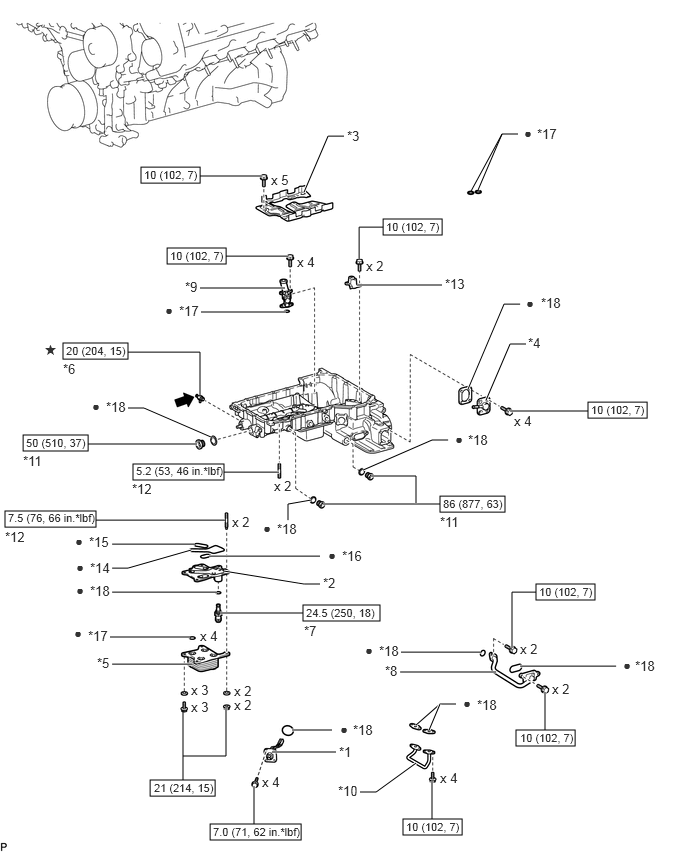 *3
● *17
10 (102, 7)
x 5
10 (102, 7)
10 (102, 7)
x 4
x 2
*9
*13
● *17
● *18
★ 20 (204, 15)
*4
*6
● *18
10 (102, 7)
x 4
50 (510, 37)
● *18
*11
5.2 (53, 46 in.*lbf)
*12
x 2
86 (877, 63)
7.5 (76, 66 in.*lbf)
x 2
● *18
*11
*12
● *15
● *16
● *14
*2
● *18
10 (102, 7)
24.5 (250, 18)
*7
● *17
x 4
● *18
x 2
*5
*8
● *18
x 3
x 2
x 2
x 3
x 2
● *18
● *18
10 (102, 7)
*1
21 (214, 15)
x 4
*10
x 4
7.0 (71, 62 in.*lbf)
10 (102, 7)
P